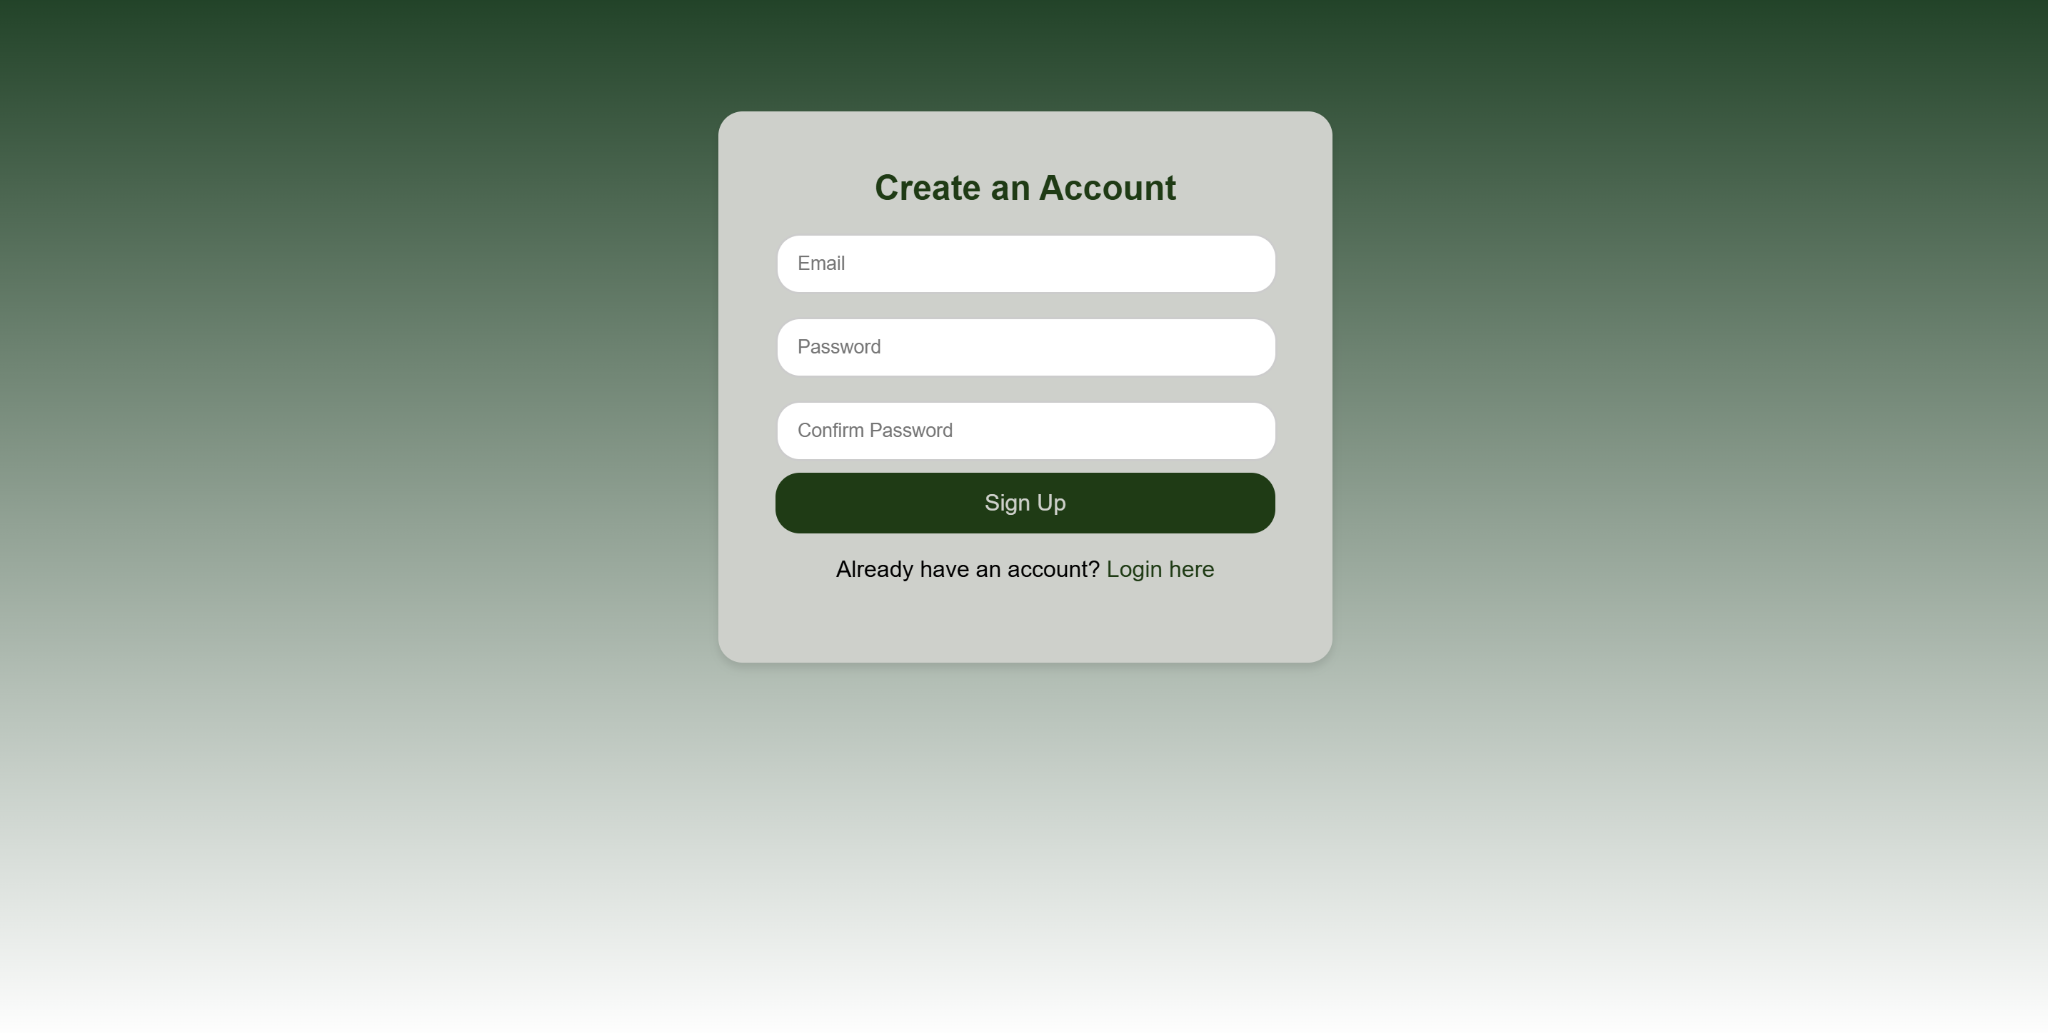 Create an Account
Email
Password
Confirm Password
Sign Up
Already have an account? Login here